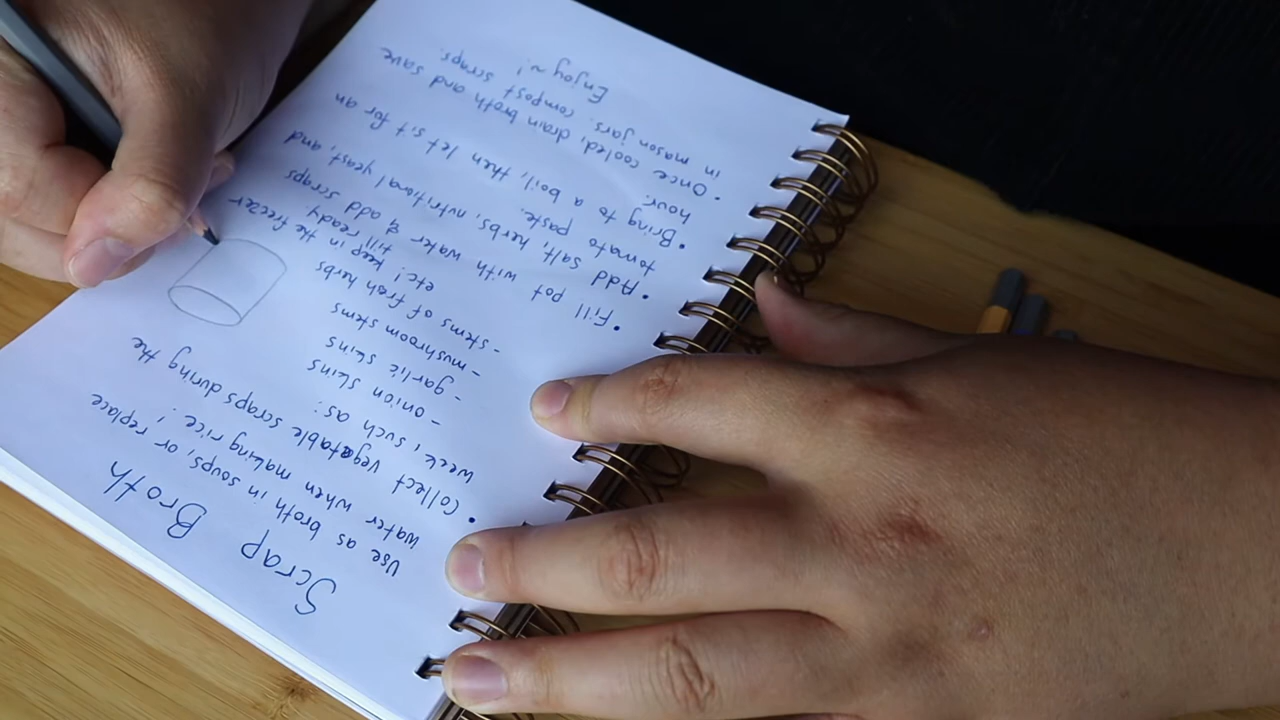 Scrap Broth
Use as broth in soups, or replace
water when making rice!
• Collect vegetable scraps during the
week, such as:
- onion skins
- garlic skins
- mushroom stems
- stems of fresh herbs
etc! keep in the freezer
till ready.
• Fill pot with water & add scraps
• Add salt, herbs, nutritional yeast, and
tomato paste.
• Bring to a boil, then let sit for an
hour.
• Once cooled, drain broth and save
in mason jars. compost scraps.
Enjoy ~!